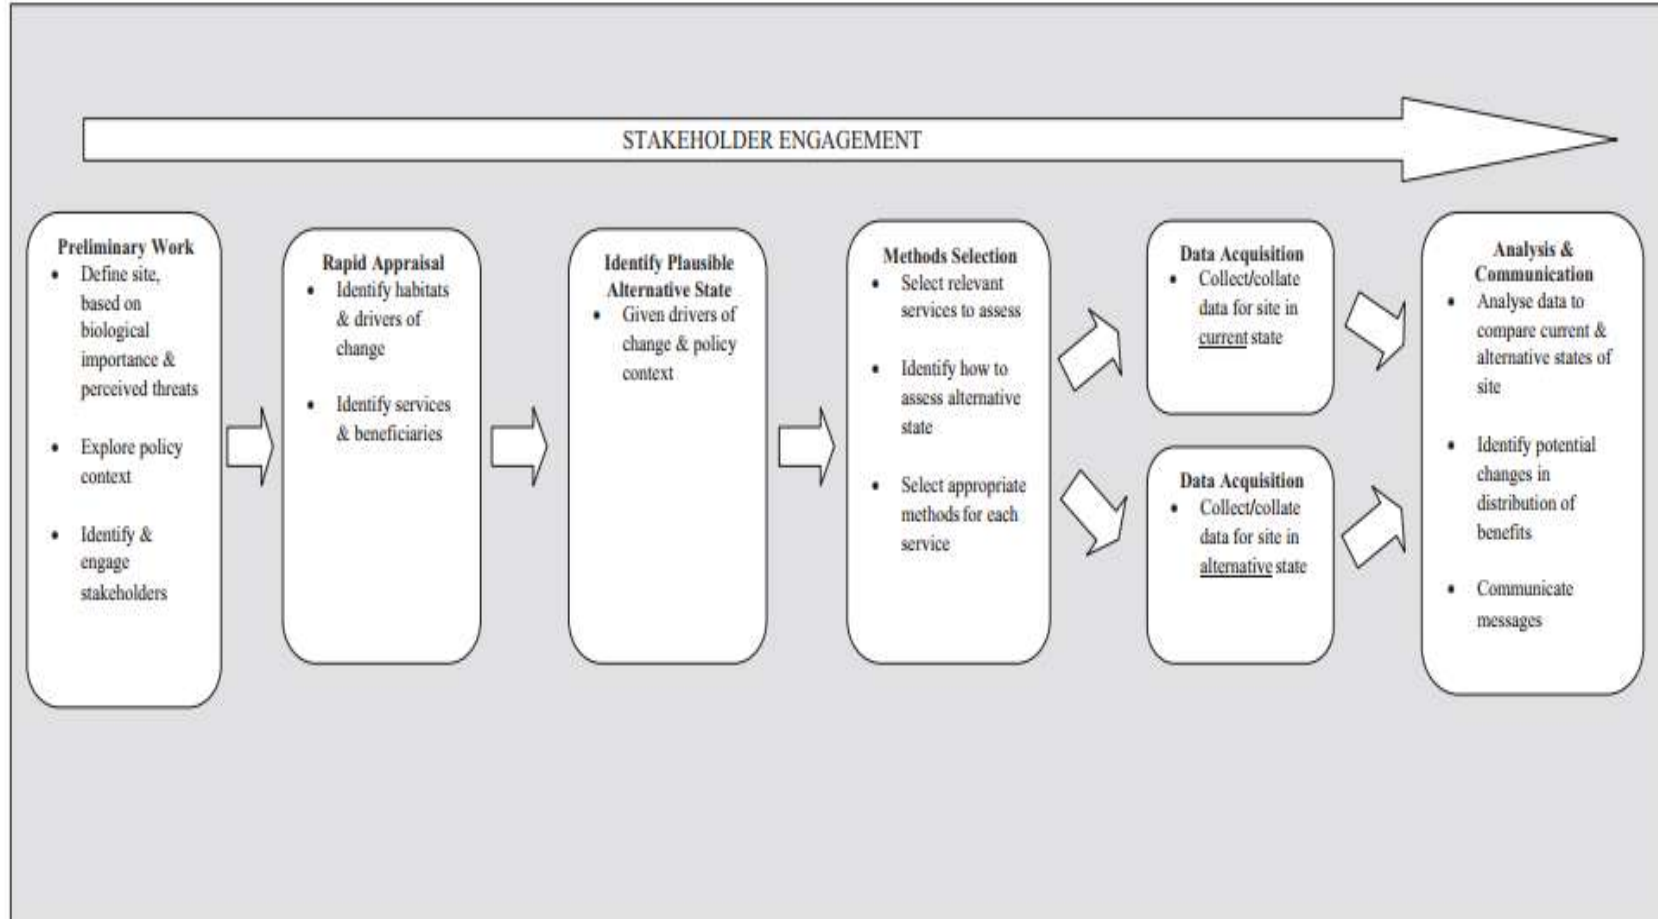 STAKEHOLDER ENGAGEMENT
Preliminary Work
• Define site,
based on
biological
importance &
perceived threats
• Explore policy
context
• Identify &
engage
stakeholders
Rapid Appraisal
• Identify habitats
& drivers of
change
• Identify services
& beneficiaries
Identify Plausible
Alternative State
• Given drivers of
change & policy
context
Methods Selection
• Select relevant
services to assess
• Identify how to
assess alternative
state
• Select appropriate
methods for each
service
Data Acquisition
• Collect/collate
data for site in
current state
Data Acquisition
• Collect/collate
data for site in
alternative state
Analysis &
Communication
• Analyse data to
compare current &
alternative states of
site
• Identify potential
changes in
distribution of
benefits
• Communicate
messages